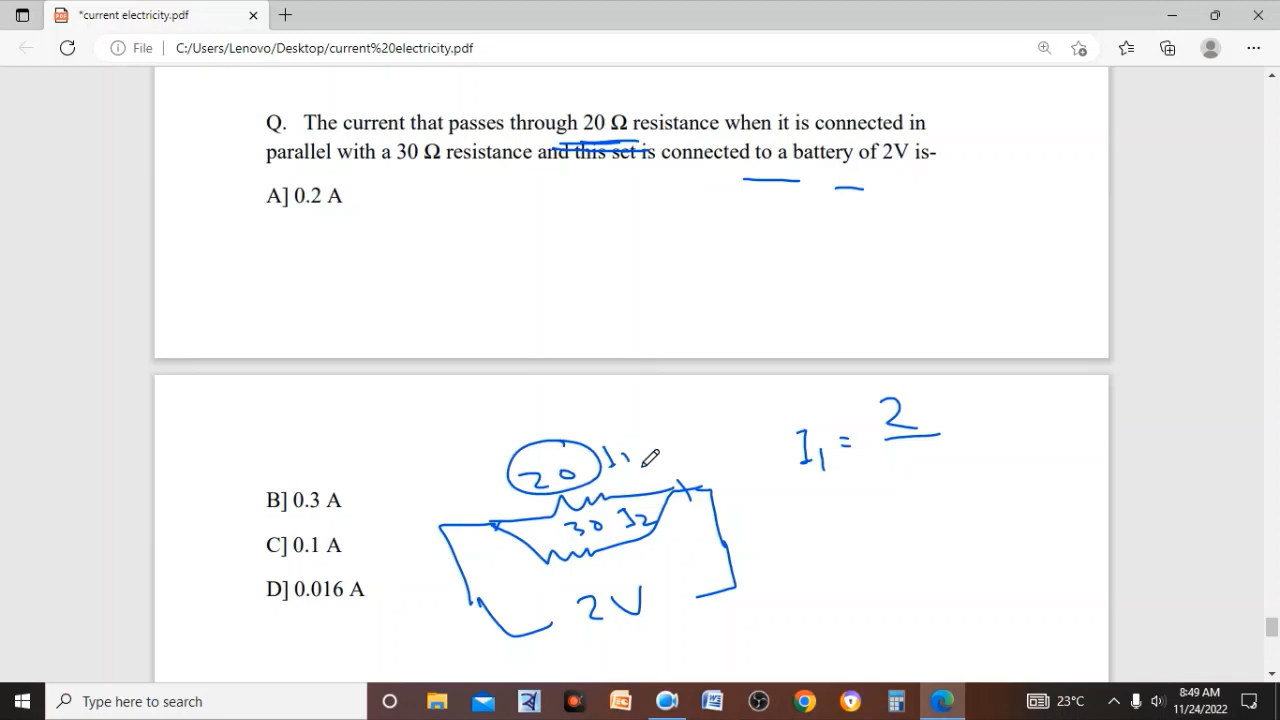 *current electricity.pdf
File
C:/Users/Lenovo/Desktop/current%20electricity.pdf
Q. The current that passes through 20 Ω resistance when it is connected in
parallel with a 30 Ω resistance and this set is connected to a battery of 2V is-
A] 0.2 A
I₁ = 2
20 I₁
B] 0.3 A
30 I₂
C] 0.1 A
D] 0.016 A
2V
Type here to search
23°C
8:49 AM
11/24/2022